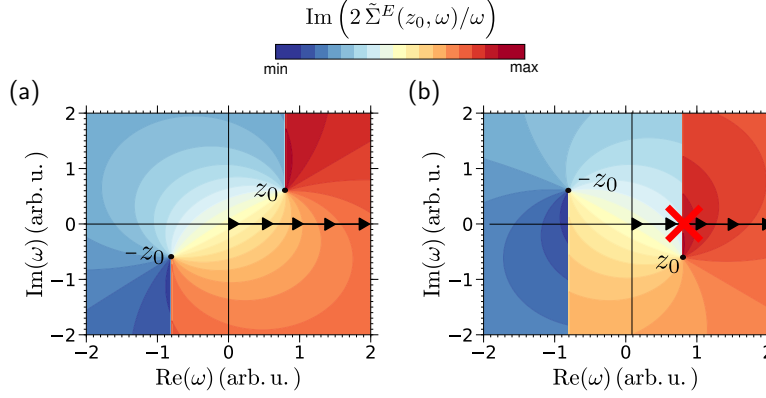 Im (2 Σ̃^E(z₀, ω)/ω)
min max
(a) (b)
2 2
1 1
0 0
−1 −1
−2 −2
z₀ −z₀
−z₀ z₀
Im(ω) (arb. u.) Im(ω) (arb. u.)
−2 −1 0 1 2 −2 −1 0 1 2
Re(ω) (arb. u.) Re(ω) (arb. u.)